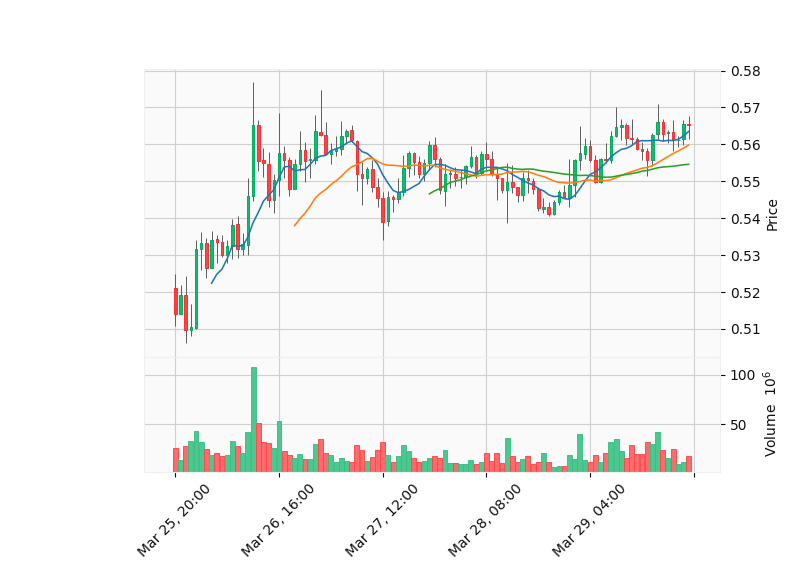 0.58
0.57
0.56
0.55
0.54
0.53
0.52
0.51
Price
100
50
Volume 10^6
Mar 25, 20:00
Mar 26, 16:00
Mar 27, 12:00
Mar 28, 08:00
Mar 29, 04:00